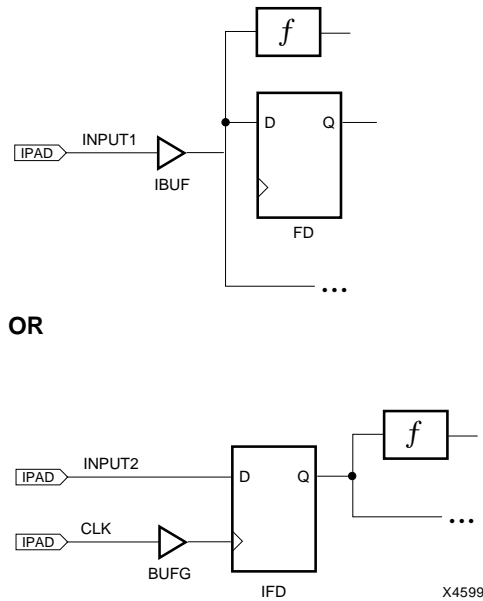 f
D Q
INPUT1
IPAD
IBUF
FD
...
OR
f
INPUT2
IPAD
D Q
...
CLK
IPAD
BUFG
IFD
X4599